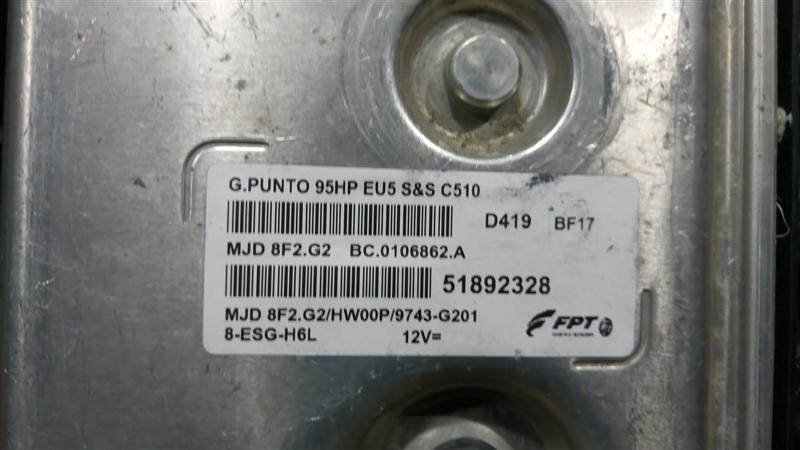 G.PUNTO 95HP EU5 S&S C510
D419 BF17
MJD 8F2.G2 BC.0106862.A
51892328
MJD 8F2.G2/HW00P/9743-G201
8-ESG-H6L 12V=
FPT